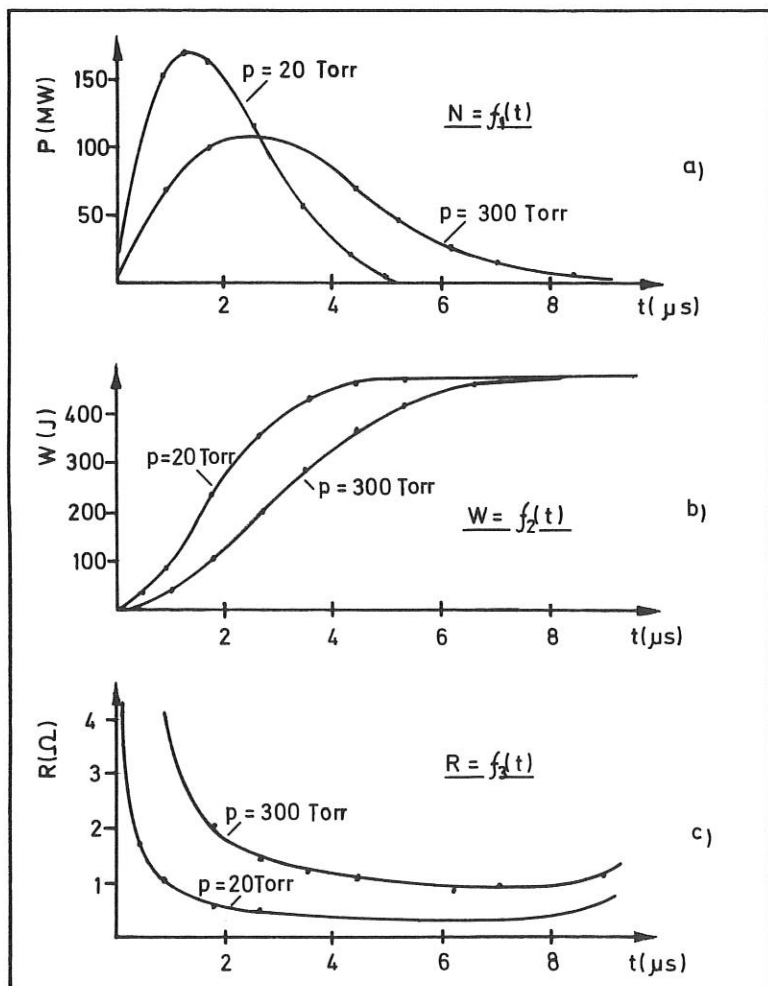 P(MW)
150
100
50
p = 20 Torr
N = f₁(t)
a)
p = 300 Torr
2
4
6
8
t(μs)
W(J)
400
300
200
100
p=20Torr
p = 300 Torr
W = f₂(t)
b)
2
4
6
8
t(μs)
R(Ω)
4
3
2
1
R = f₃(t)
p = 300 Torr
c)
p=20Torr
2
4
6
8
t(μs)